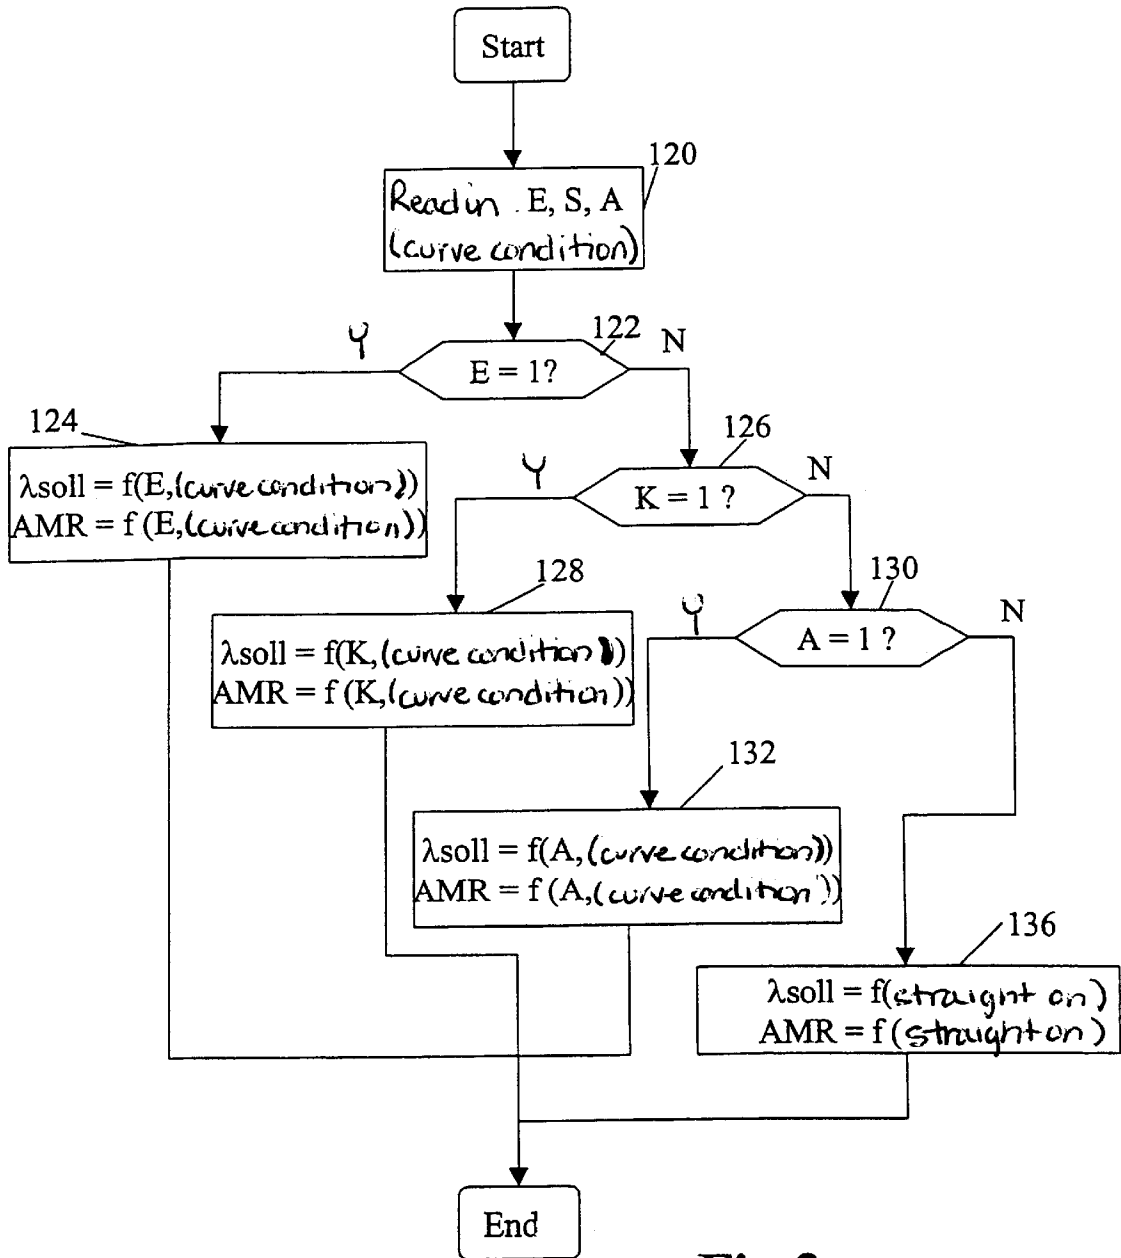 Start
120
Read in . E, S, A
(curve condition)
122
Y
N
E = 1?
124
126
λsoll = f(E,(curve condition))
AMR = f (E,(curve condition))
Y
N
K = 1 ?
128
130
λsoll = f(K,(curve condition))
AMR = f (K,(curve condition))
Y
N
A = 1 ?
132
λsoll = f(A,(curve condition))
AMR = f (A,(curve condition))
136
λsoll = f(straight on)
AMR = f (straight on)
End